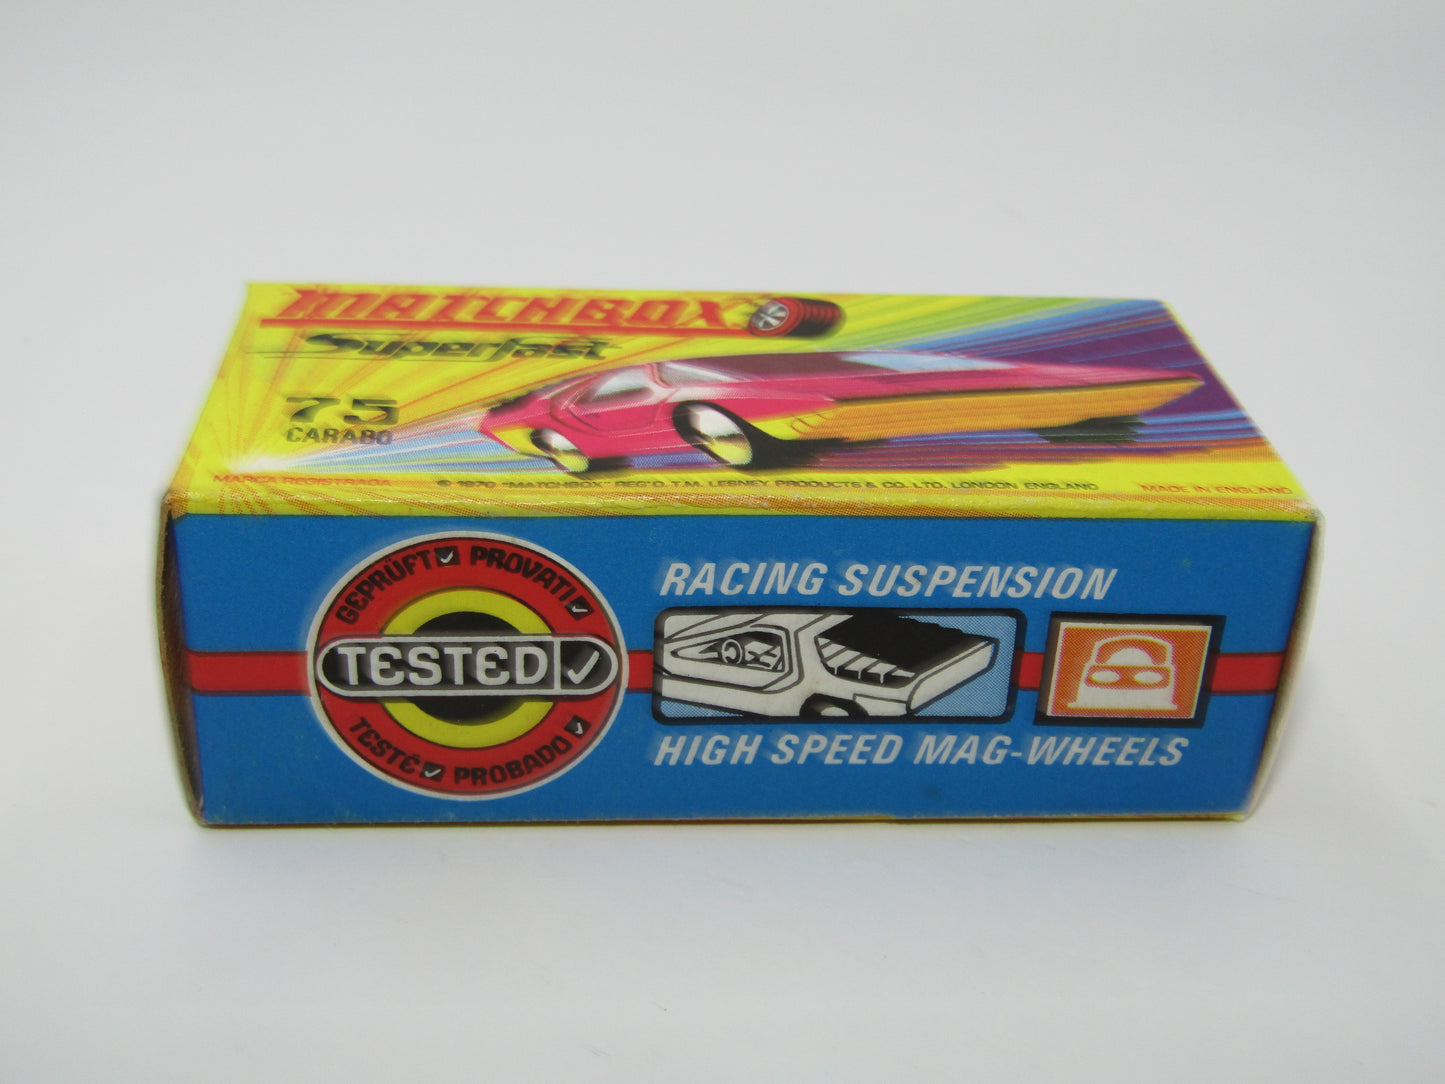 MATCHBOX
Superfast
75
CARABO
MARCA REGISTRADA
© 1970 "MATCHBOX" REG'D. T.M. LESNEY PRODUCTS & CO. LTD. LONDON ENGLAND
MADE IN ENGLAND
GEPRÜFT PROVATI
TESTED
TESTÉ PROBADO
RACING SUSPENSION
HIGH SPEED MAG-WHEELS